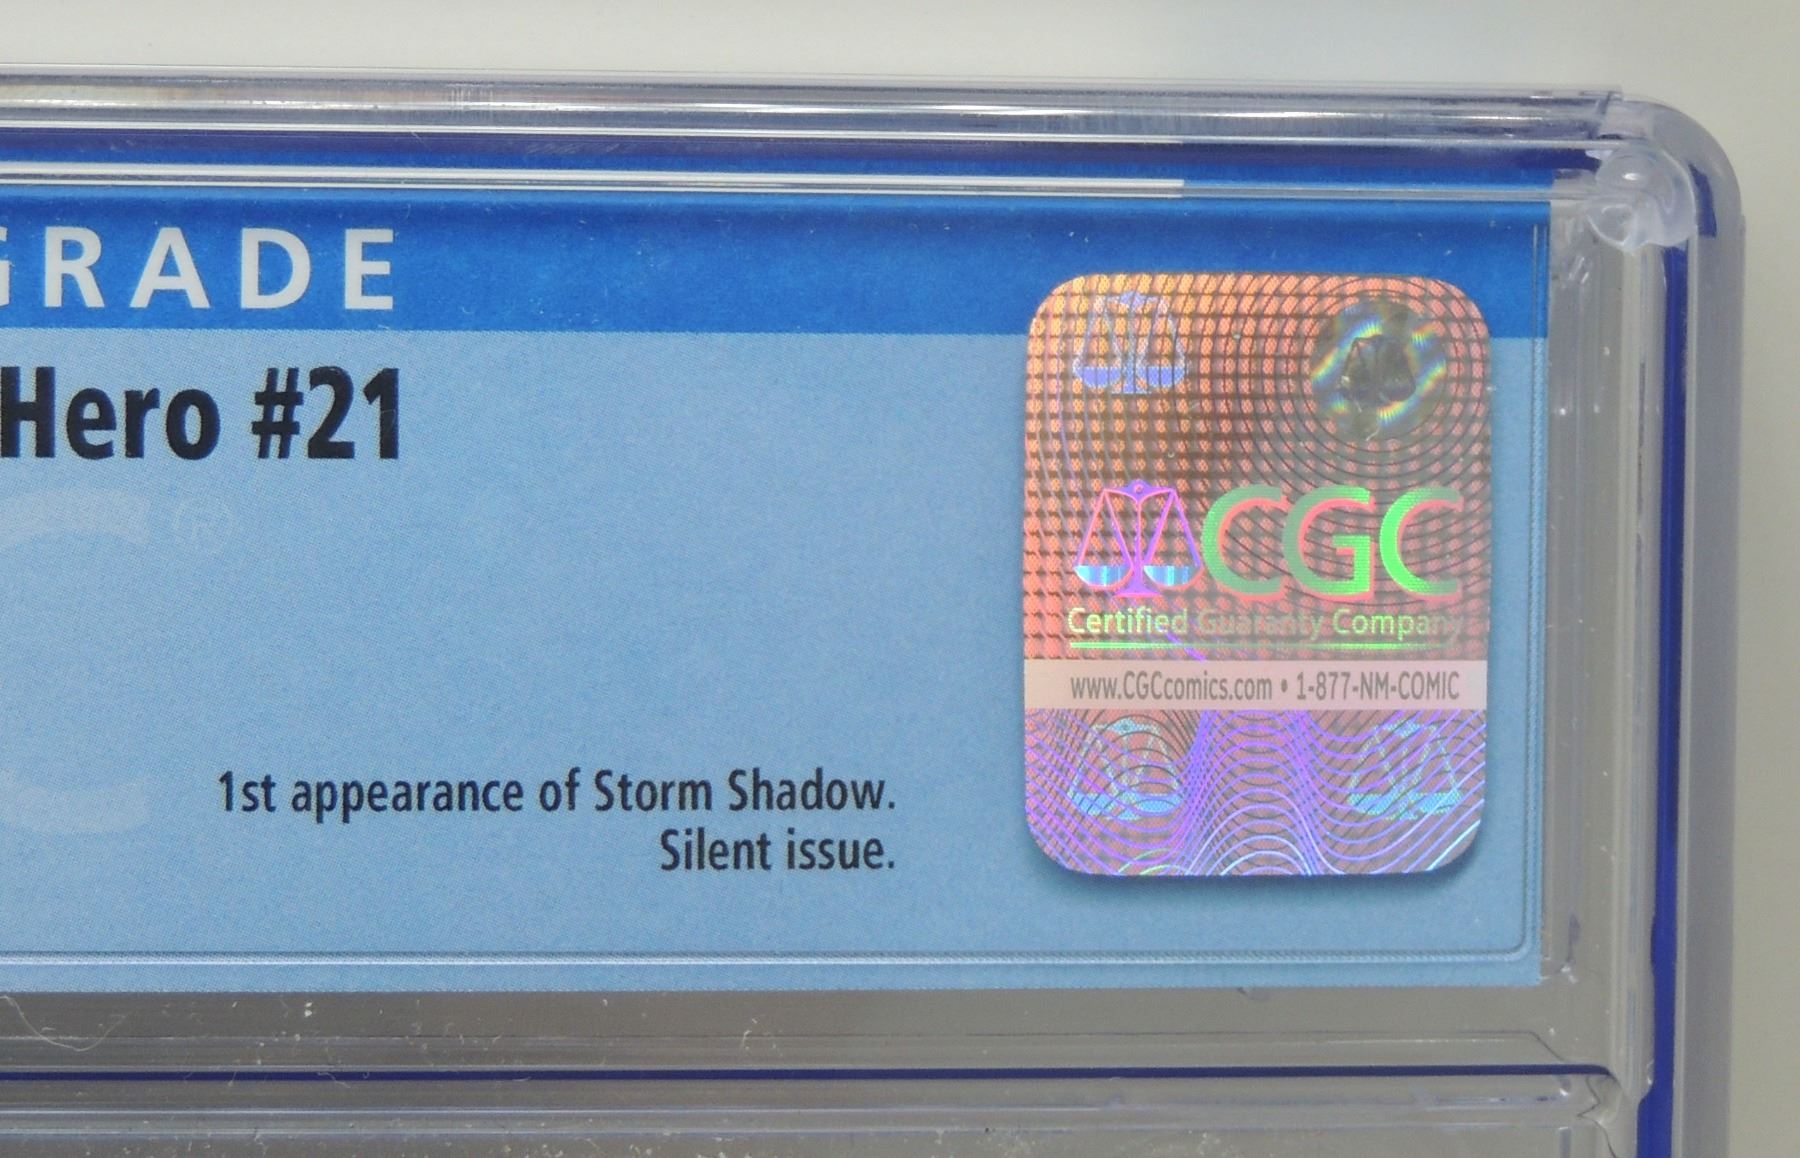 GRADE
Hero #21
®
CGC
Certified Guaranty Company
www.CGCcomics.com • 1-877-NM-COMIC
1st appearance of Storm Shadow.
Silent issue.